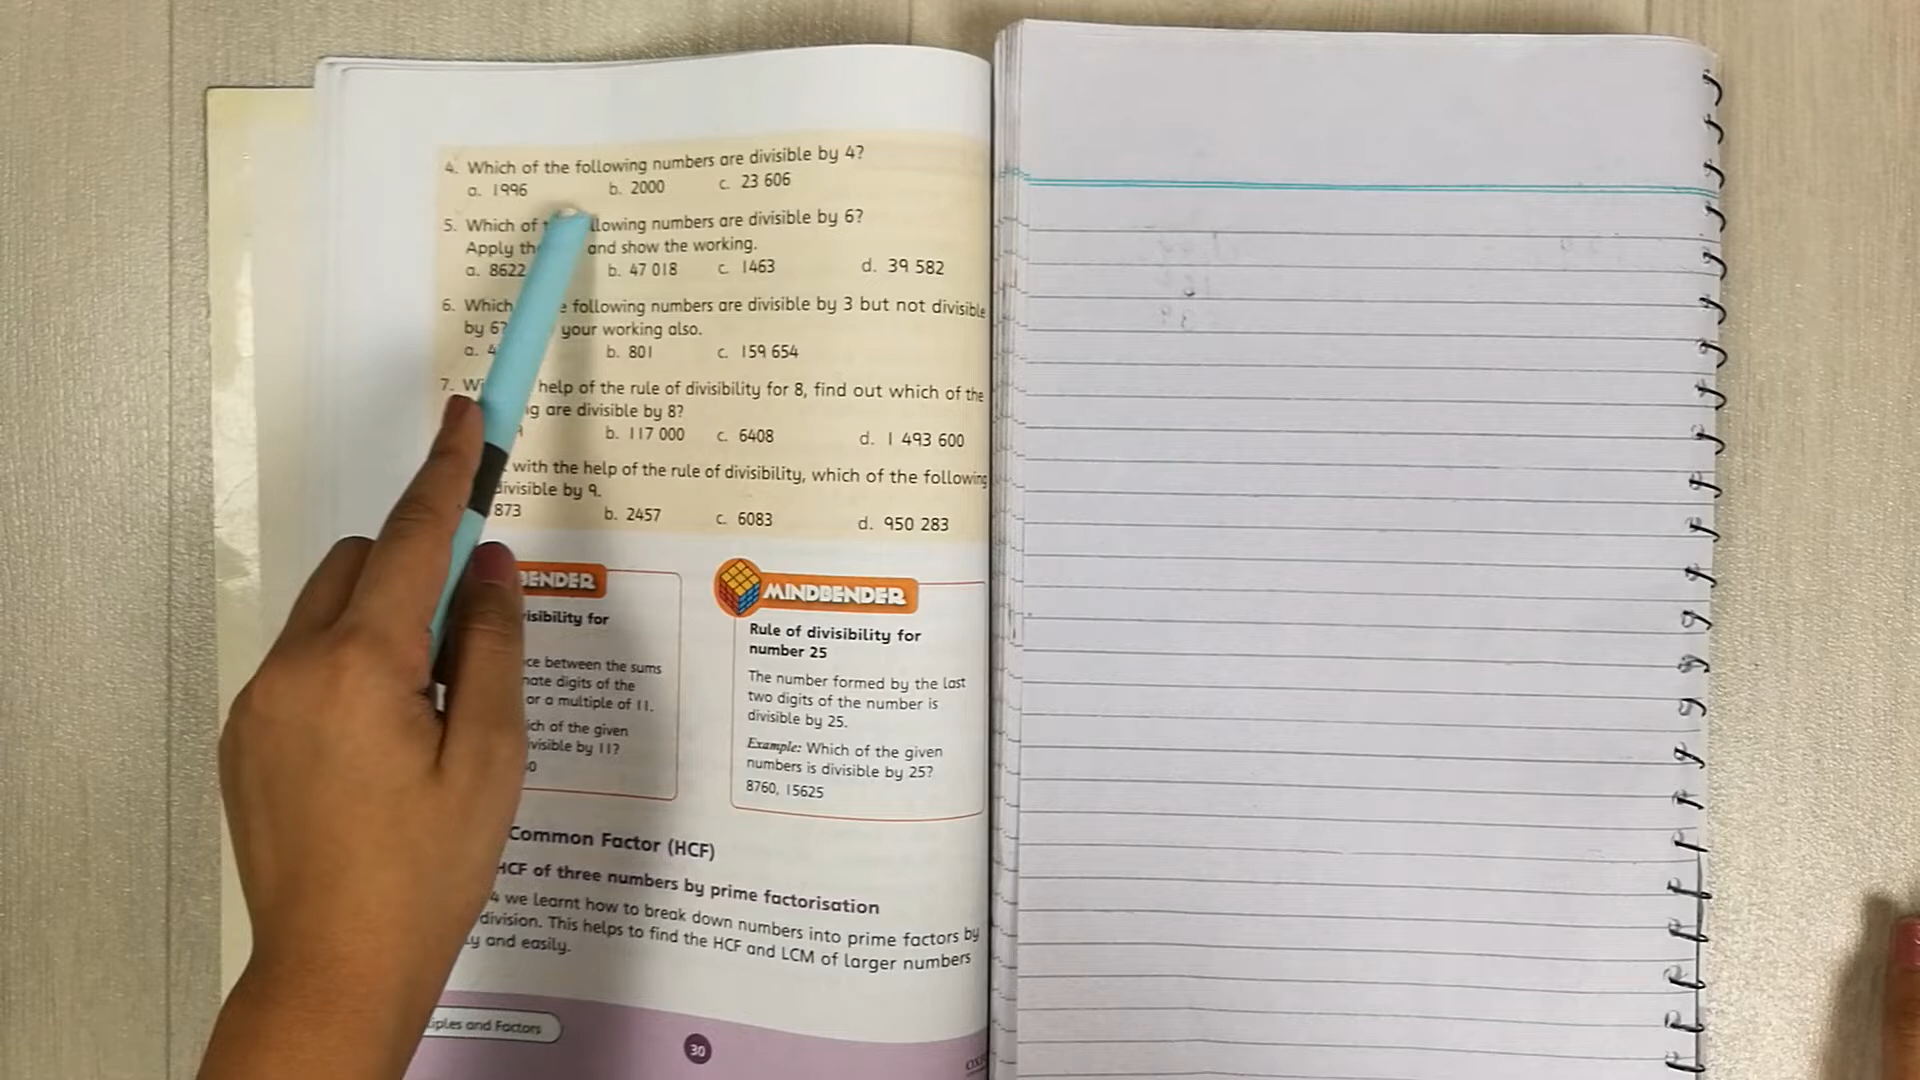 4. Which of the following numbers are divisible by 4?
a. 1996 b. 2000 c. 23 606
5. Which of llowing numbers are divisible by 6?
Apply th and show the working.
a. 8622 b. 47 018 c. 1463 d. 39 582
6. Which following numbers are divisible by 3 but not divisible
by 6? your working also.
a. 4 b. 801 c. 159 654
7. Wi help of the rule of divisibility for 8, find out which of the
g are divisible by 8?
b. 117 000 c. 6408 d. 1 493 600
with the help of the rule of divisibility, which of the following
divisible by 9.
873 b. 2457 c. 6083 d. 950 283
BENDER
visibility for
ce between the sums
nate digits of the
or a multiple of 11.
ich of the given
ivisible by 11?
0
MINDBENDER
Rule of divisibility for
number 25
The number formed by the last
two digits of the number is
divisible by 25.
Example: Which of the given
numbers is divisible by 25?
8760, 15625
Common Factor (HCF)
HCF of three numbers by prime factorisation
4 we learnt how to break down numbers into prime factors by
division. This helps to find the HCF and LCM of larger numbers
ly and easily.
iples and Factors
30